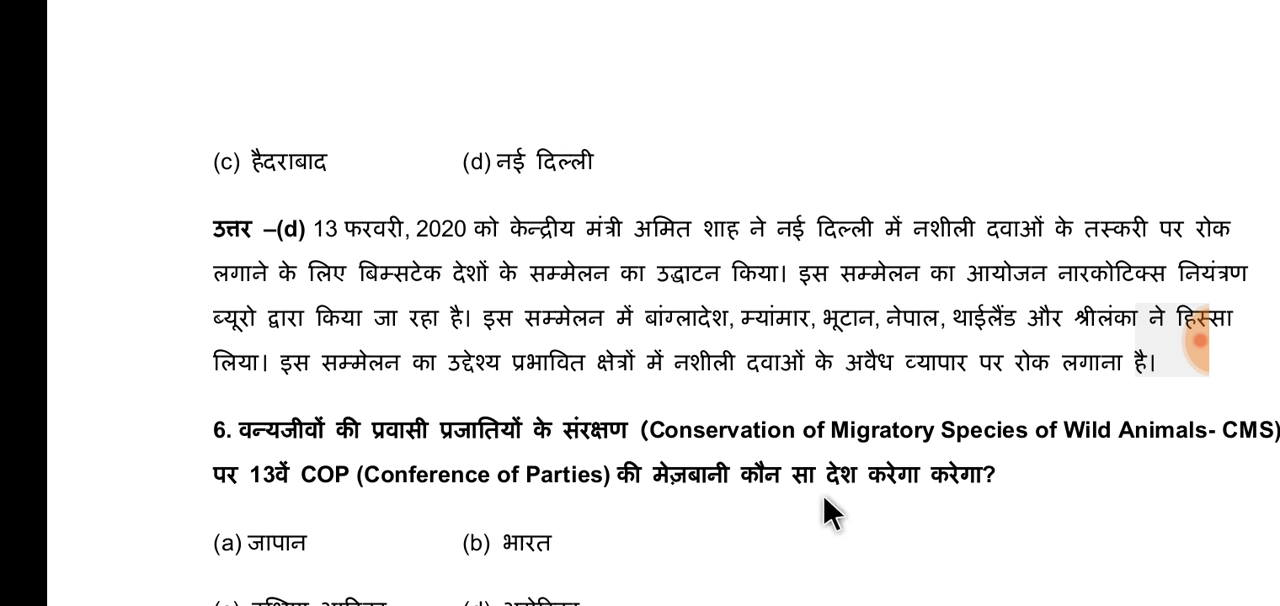 (c) हैदराबाद (d) नई दिल्ली
उत्तर –(d) 13 फरवरी, 2020 को केन्द्रीय मंत्री अमित शाह ने नई दिल्ली में नशीली दवाओं के तस्करी पर रोक
लगाने के लिए बिम्सटेक देशों के सम्मेलन का उद्घाटन किया। इस सम्मेलन का आयोजन नारकोटिक्स नियंत्रण
ब्यूरो द्वारा किया जा रहा है। इस सम्मेलन में बांग्लादेश, म्यांमार, भूटान, नेपाल, थाईलैंड और श्रीलंका ने हिस्सा
लिया। इस सम्मेलन का उद्देश्य प्रभावित क्षेत्रों में नशीली दवाओं के अवैध व्यापार पर रोक लगाना है।
6. वन्यजीवों की प्रवासी प्रजातियों के संरक्षण (Conservation of Migratory Species of Wild Animals- CMS)
पर 13वें COP (Conference of Parties) की मेज़बानी कौन सा देश करेगा करेगा?
(a) जापान (b) भारत